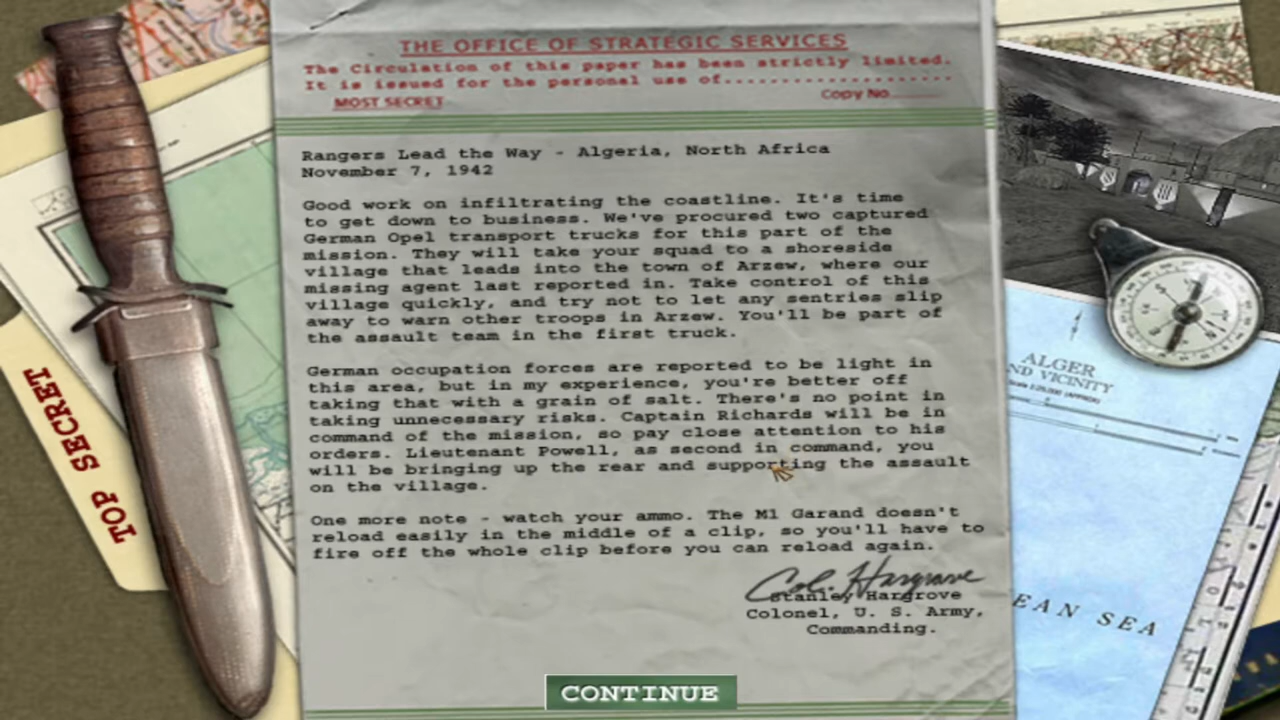 THE OFFICE OF STRATEGIC SERVICES
The Circulation of this paper has been strictly limited.
It is issued for the personal use of.....................
MOST SECRET
Copy No
Rangers Lead the Way - Algeria, North Africa
November 7, 1942
Good work on infiltrating the coastline. It's time
to get down to business. We've procured two captured
German Opel transport trucks for this part of the
mission. They will take your squad to a shoreside
village that leads into the town of Arzew, where our
missing agent last reported in. Take control of this
village quickly, and try not to let any sentries slip
away to warn other troops in Arzew. You'll be part of
the assault team in the first truck.
German occupation forces are reported to be light in
this area, but in my experience, you're better off
taking that with a grain of salt. There's no point in
taking unnecessary risks. Captain Richards will be in
command of the mission, so pay close attention to his
orders. Lieutenant Powell, as second in command, you
will be bringing up the rear and supporting the assault
on the village.
One more note - watch your ammo. The M1 Garand doesn't
reload easily in the middle of a clip, so you'll have to
fire off the whole clip before you can reload again.
Col. Hargrove
Stanley Hargrove
Colonel, U. S. Army,
Commanding.
CONTINUE
TOP SECRET
ALGER
ND VICINITY
EAN SEA